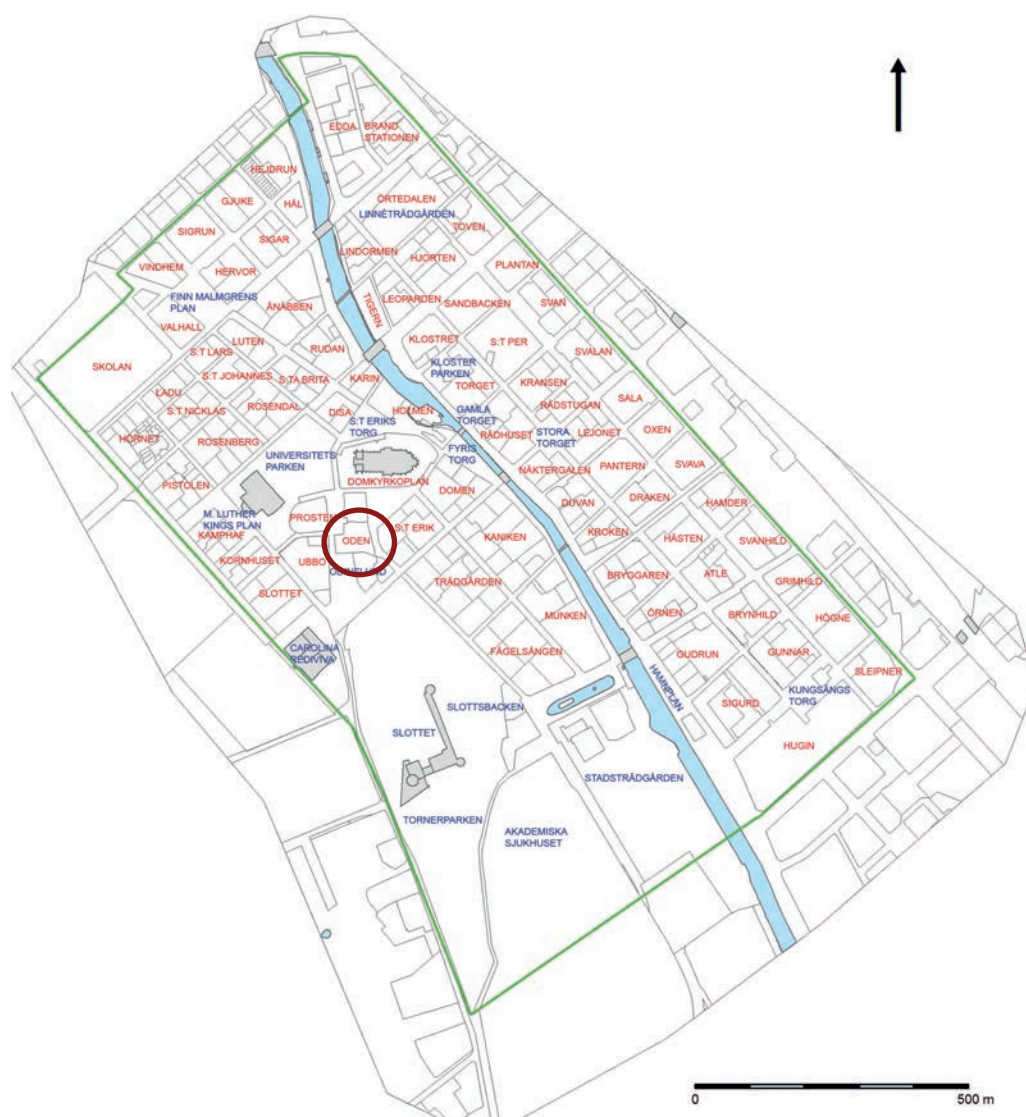 EDDA
BRAND
STATIONEN
HEJDRUN
GJUKE
HÄL
ÖRTEDALEN
LINNÉTRÄDGÅRDEN
TOVEN
SIGRUN
SIGAR
LINDORMEN
HJORTEN
PLANTAN
VINDHEM
HERVOR
FINN MALMGRENS
PLAN
ÅNÄBBEN
TIGERN
LEOPARDEN
SANDBACKEN
SVAN
VALHALL
LUTEN
RUDAN
KLOSTRET
S:T PER
SVALAN
SKOLAN
S:T LARS
S:T JOHANNES
S:TA BRITA
KARIN
KLOSTER
PARKEN
TORGET
KRANSEN
LADU
S:T NICKLAS
ROSENDAL
DISA
HOLMEN
GAMLA
TORGET
RÅDSTUGAN
SALA
S:T ERIKS
TORG
RÅDHUSET
STORA
TORGET
LEJONET
OXEN
HORNET
ROSENBERG
UNIVERSITETS
PARKEN
FYRIS
TORG
NÄKTERGALEN
PANTERN
SVAVA
PISTOLEN
DOMKYRKOPLAN
DOMEN
DUVAN
DRAKEN
HAMDER
M. LUTHER
KINGS PLAN
PROSTEN
S:T ERIK
KAMPHAF
ODEN
KANIKEN
KROKEN
HÄSTEN
SVANHILD
KORNHUSET
UBBO
TRÄDGÅRDEN
BRYGGAREN
ATLE
GRIMHILD
SLOTTET
MUNKEN
ÖRNEN
BRYNHILD
HÖGNE
CAROLINA
REDIVIVA
FÅGELSÅNGEN
GUDRUN
GUNNAR
SLEIPNER
HAMNPLAN
SLOTTSBACKEN
SIGURD
KUNGSÄNGS
TORG
SLOTTET
HUGIN
STADSTRÄDGÅRDEN
TORNERPARKEN
AKADEMISKA
SJUKHUSET
0 500 m